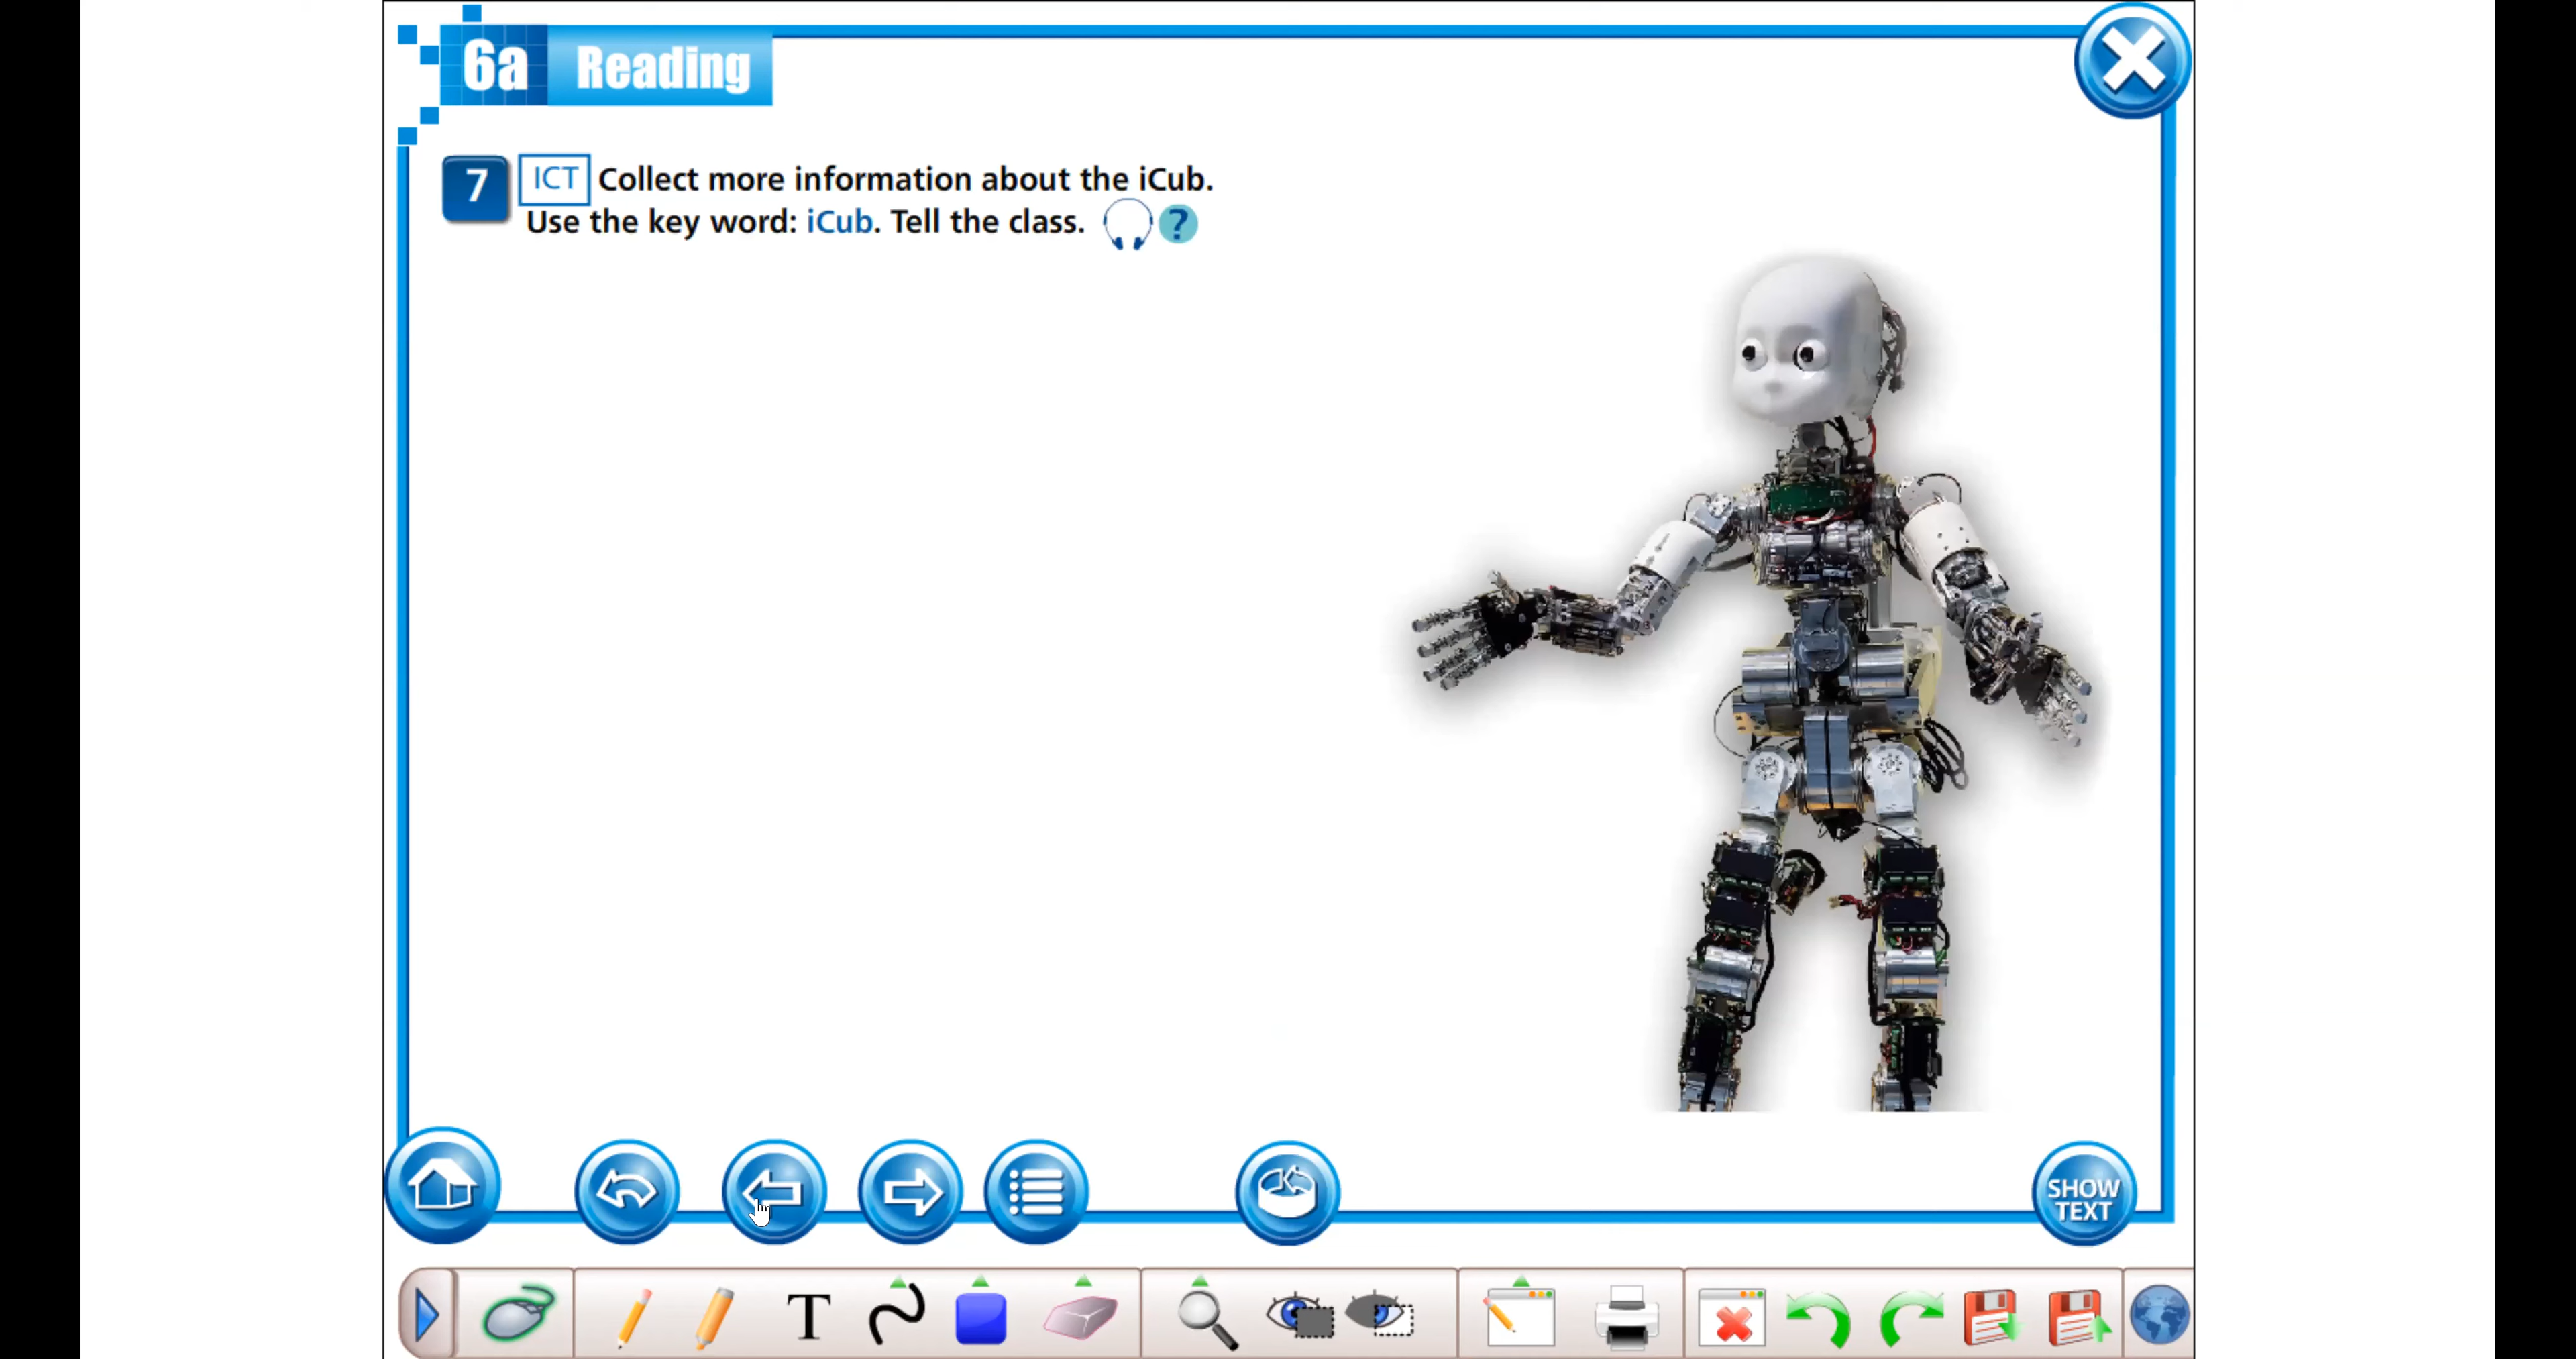 6a Reading
7 ICT Collect more information about the iCub.
Use the key word: iCub. Tell the class. ?
SHOW
TEXT
T